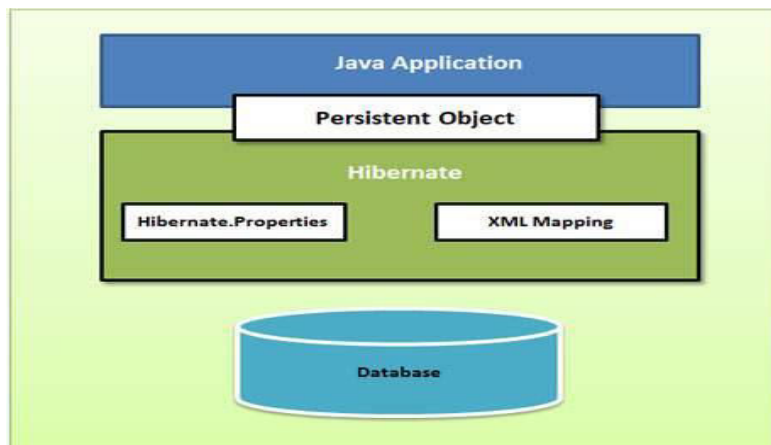 Java Application
Persistent Object
Hibernate
Hibernate.Properties
XML Mapping
Database